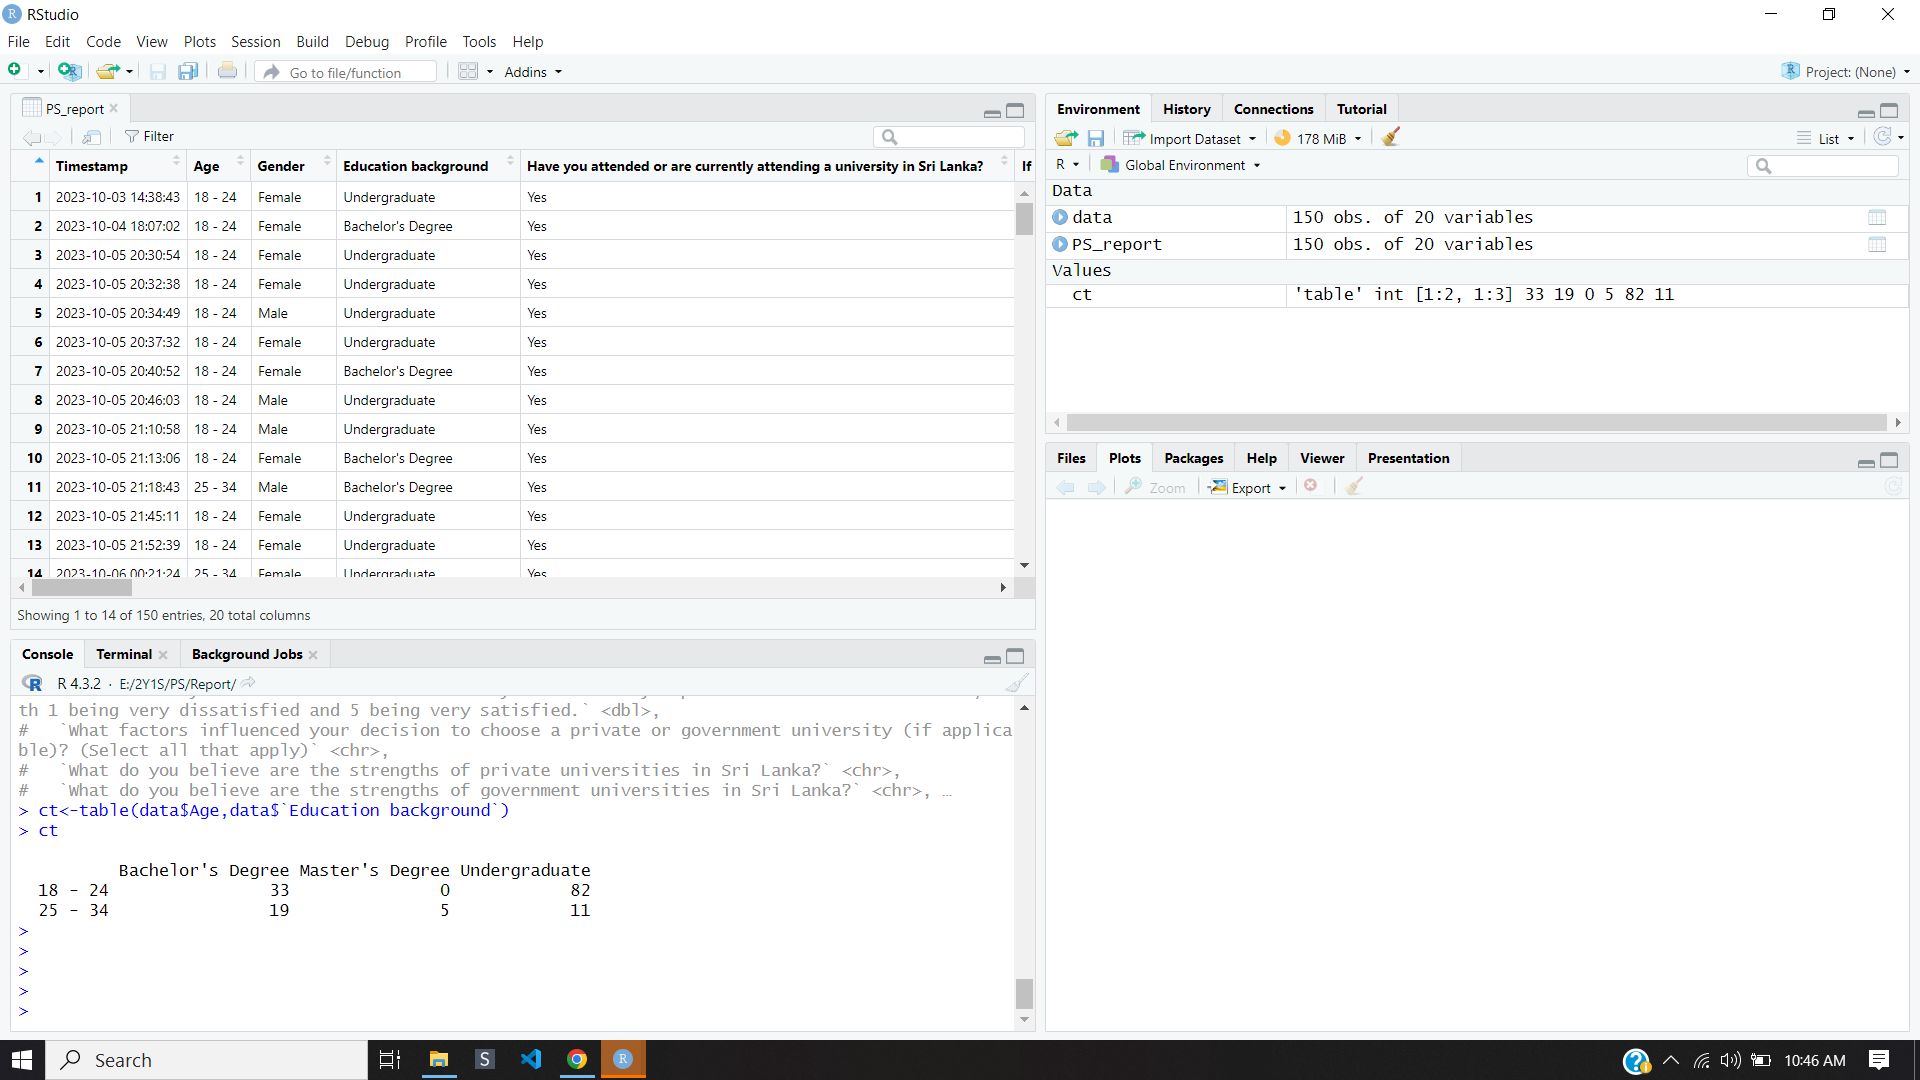 RStudio
File Edit Code View Plots Session Build Debug Profile Tools Help
Go to file/function Addins Project: (None)
PS_report
Filter
Timestamp Age Gender Education background Have you attended or are currently attending a university in Sri Lanka? If
1 2023-10-03 14:38:43 18 - 24 Female Undergraduate Yes
2 2023-10-04 18:07:02 18 - 24 Female Bachelor's Degree Yes
3 2023-10-05 20:30:54 18 - 24 Female Undergraduate Yes
4 2023-10-05 20:32:38 18 - 24 Female Undergraduate Yes
5 2023-10-05 20:34:49 18 - 24 Male Undergraduate Yes
6 2023-10-05 20:37:32 18 - 24 Female Undergraduate Yes
7 2023-10-05 20:40:52 18 - 24 Female Bachelor's Degree Yes
8 2023-10-05 20:46:03 18 - 24 Male Undergraduate Yes
9 2023-10-05 21:10:58 18 - 24 Male Undergraduate Yes
10 2023-10-05 21:13:06 18 - 24 Female Bachelor's Degree Yes
11 2023-10-05 21:18:43 25 - 34 Male Bachelor's Degree Yes
12 2023-10-05 21:45:11 18 - 24 Female Undergraduate Yes
13 2023-10-05 21:52:39 18 - 24 Female Undergraduate Yes
14 2023-10-06 00:21:24 25 - 34 Female Undergraduate Yes
Showing 1 to 14 of 150 entries, 20 total columns
Console Terminal Background Jobs
R 4.3.2 · E:/2Y1S/PS/Report/
th 1 being very dissatisfied and 5 being very satisfied.` <dbl>,
#   `What factors influenced your decision to choose a private or government university (if applica
ble)? (Select all that apply)` <chr>,
#   `What do you believe are the strengths of private universities in Sri Lanka?` <chr>,
#   `What do you believe are the strengths of government universities in Sri Lanka?` <chr>, …
> ct<-table(data$Age,data$`Education background`)
> ct
Bachelor's Degree Master's Degree Undergraduate
18 - 24 33 0 82
25 - 34 19 5 11
>
>
>
>
>
Environment History Connections Tutorial
Import Dataset 178 MiB List
R Global Environment
Data
data 150 obs. of 20 variables
PS_report 150 obs. of 20 variables
Values
ct 'table' int [1:2, 1:3] 33 19 0 5 82 11
Files Plots Packages Help Viewer Presentation
Zoom Export
Search
S
R
10:46 AM